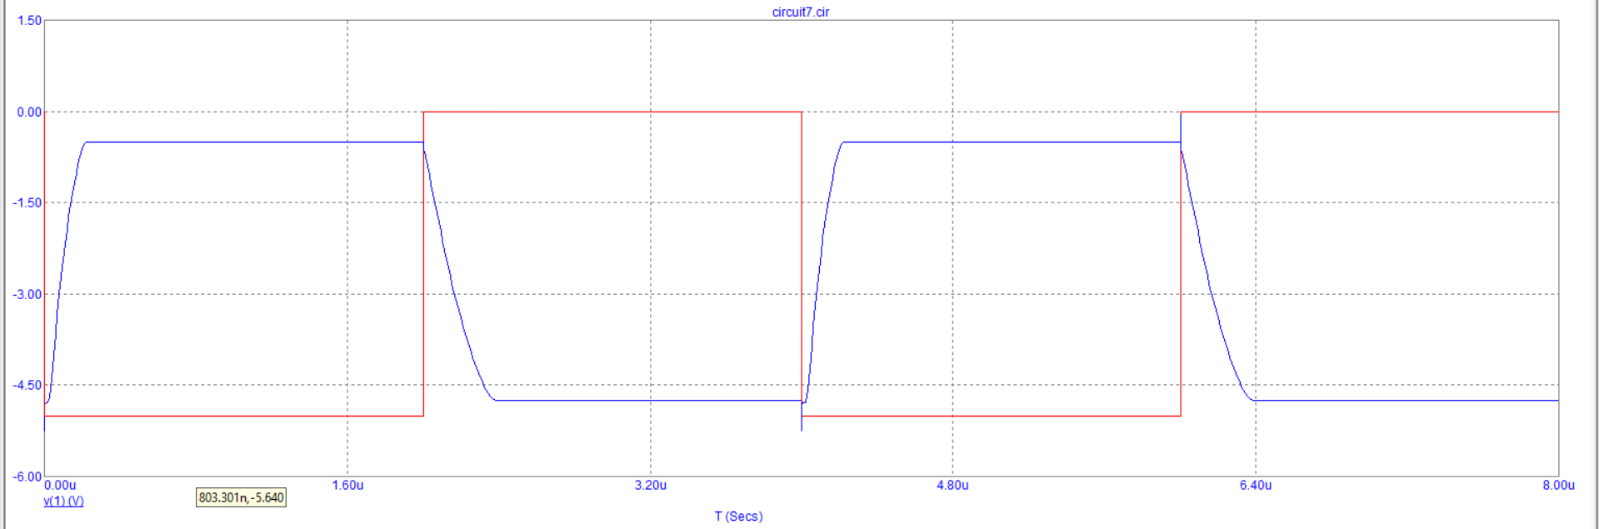 circuit7.cir
1.50
0.00
-1.50
-3.00
-4.50
-6.00
0.00u 1.60u 3.20u 4.80u 6.40u 8.00u
v(1) (V)
803.301n,-5.640
T (Secs)